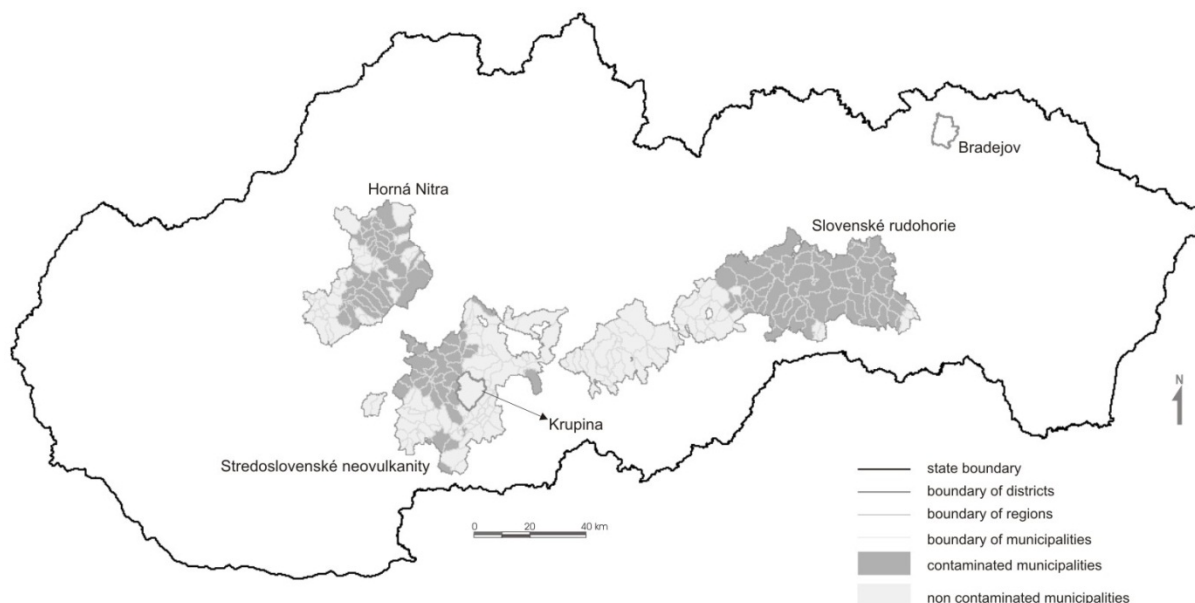 Bradejov
Horná Nitra
Slovenské rudohorie
N
Krupina
Stredoslovenské neovulkanity
0 20 40 km
state boundary
boundary of districts
boundary of regions
boundary of municipalities
contaminated municipalities
non contaminated municipalities